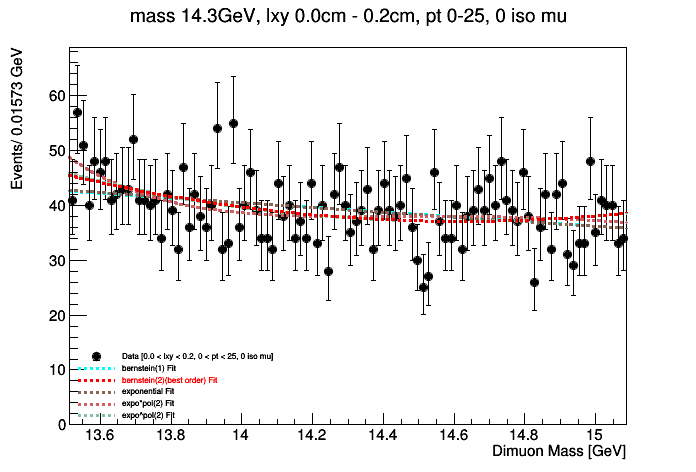 mass 14.3GeV, lxy 0.0cm - 0.2cm, pt 0-25, 0 iso mu
Events/ 0.01573 GeV
60
50
40
30
20
10
0
Data [0.0 < lxy < 0.2, 0 < pt < 25, 0 iso mu]
bernstein(1) Fit
bernstein(2)(best order) Fit
exponential Fit
expo*pol(2) Fit
expo^pol(2) Fit
13.6 13.8 14 14.2 14.4 14.6 14.8 15
Dimuon Mass [GeV]